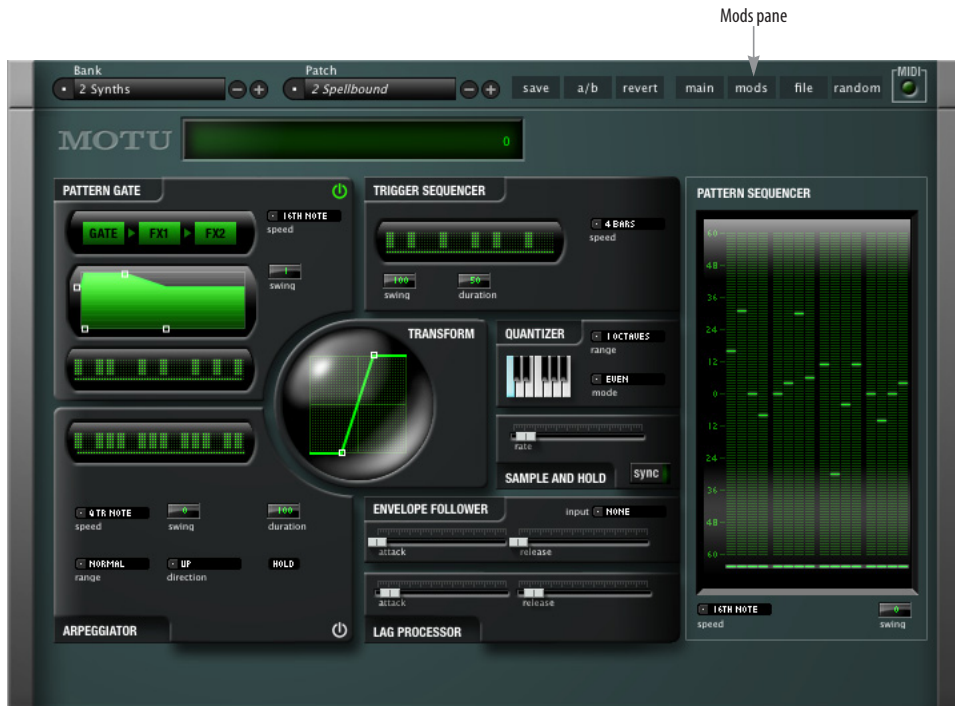 Mods pane
Bank
2 Synths
Patch
2 Spellbound
save
a/b
revert
main
mods
file
random
MIDI
MOTU
0
PATTERN GATE
GATE
FX1
FX2
16TH NOTE
speed
1
swing
TRIGGER SEQUENCER
4 BARS
speed
100
swing
50
duration
TRANSFORM
QUANTIZER
1 OCTAVES
range
EVEN
mode
rate
SAMPLE AND HOLD
sync
QTR NOTE
speed
0
swing
100
duration
NORMAL
range
UP
direction
HOLD
ARPEGGIATOR
ENVELOPE FOLLOWER
input
NONE
attack
release
attack
release
LAG PROCESSOR
PATTERN SEQUENCER
60
48
36
24
12
0
12
24
36
48
60
16TH NOTE
speed
0
swing